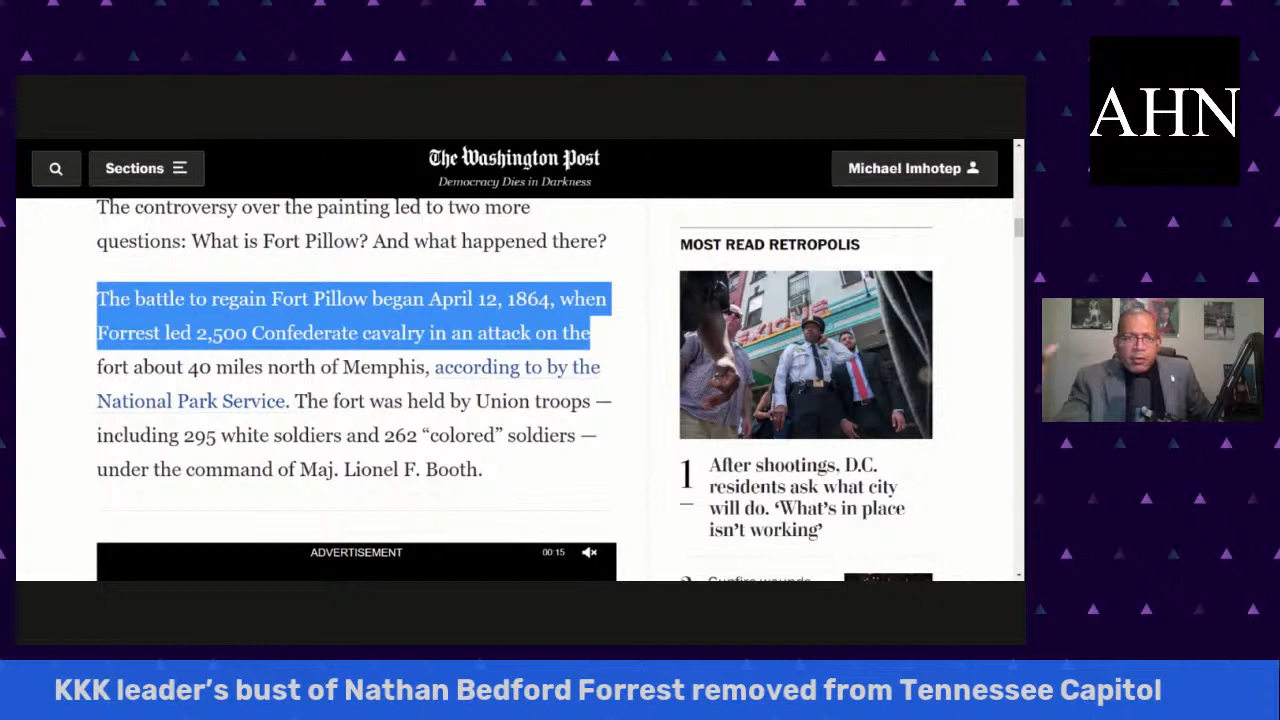 AHN
Sections
The Washington Post
Democracy Dies in Darkness
Michael Imhotep
The controversy over the painting led to two more
questions: What is Fort Pillow? And what happened there?
The battle to regain Fort Pillow began April 12, 1864, when
Forrest led 2,500 Confederate cavalry in an attack on the
fort about 40 miles north of Memphis, according to by the
National Park Service. The fort was held by Union troops —
including 295 white soldiers and 262 “colored” soldiers —
under the command of Maj. Lionel F. Booth.
ADVERTISEMENT
00:15
MOST READ RETROPOLIS
1
After shootings, D.C.
residents ask what city
will do. ‘What’s in place
isn’t working’
Gunfire wounds
KKK leader’s bust of Nathan Bedford Forrest removed from Tennessee Capitol